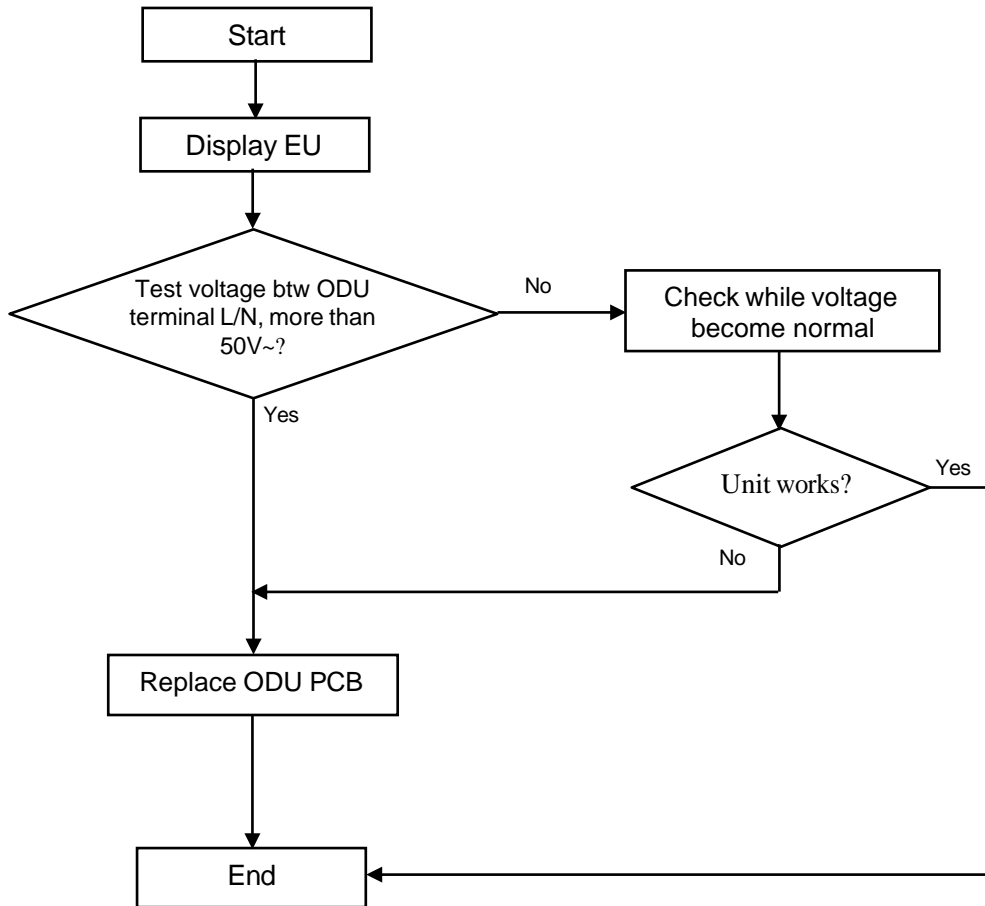 Start
Display EU
Test voltage btw ODU
terminal L/N, more than
50V~?
No
Check while voltage
become normal
Yes
Unit works?
Yes
No
Replace ODU PCB
End